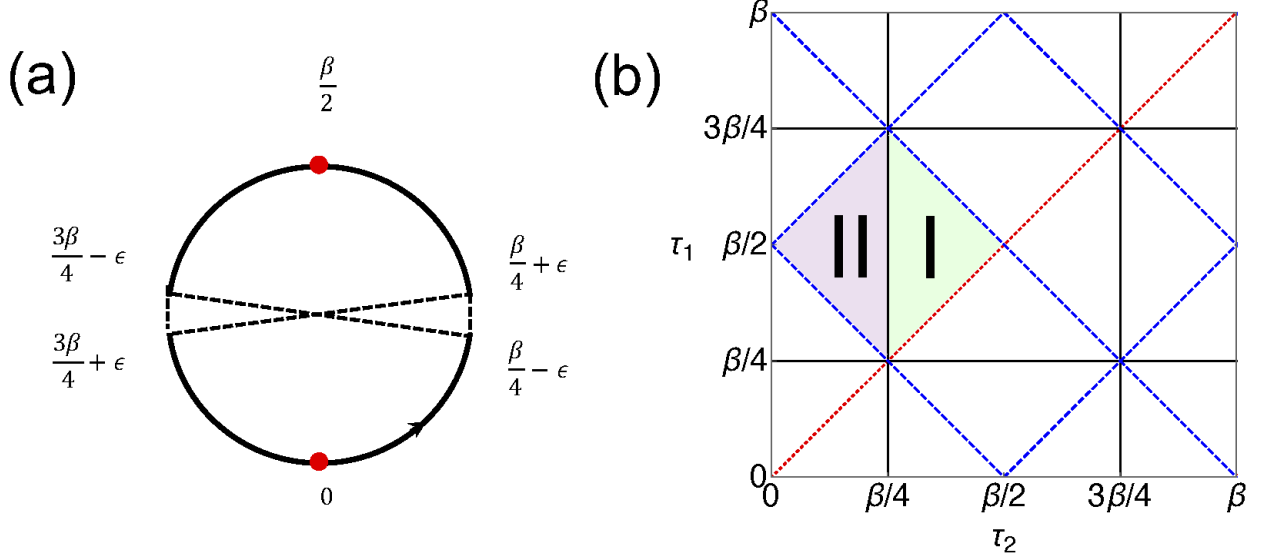 (a)
β/2
3β/4 − ϵ
β/4 + ϵ
3β/4 + ϵ
β/4 − ϵ
0
(b)
β
3β/4
τ1 β/2
β/4
0
II I
0 β/4 β/2 3β/4 β
τ2